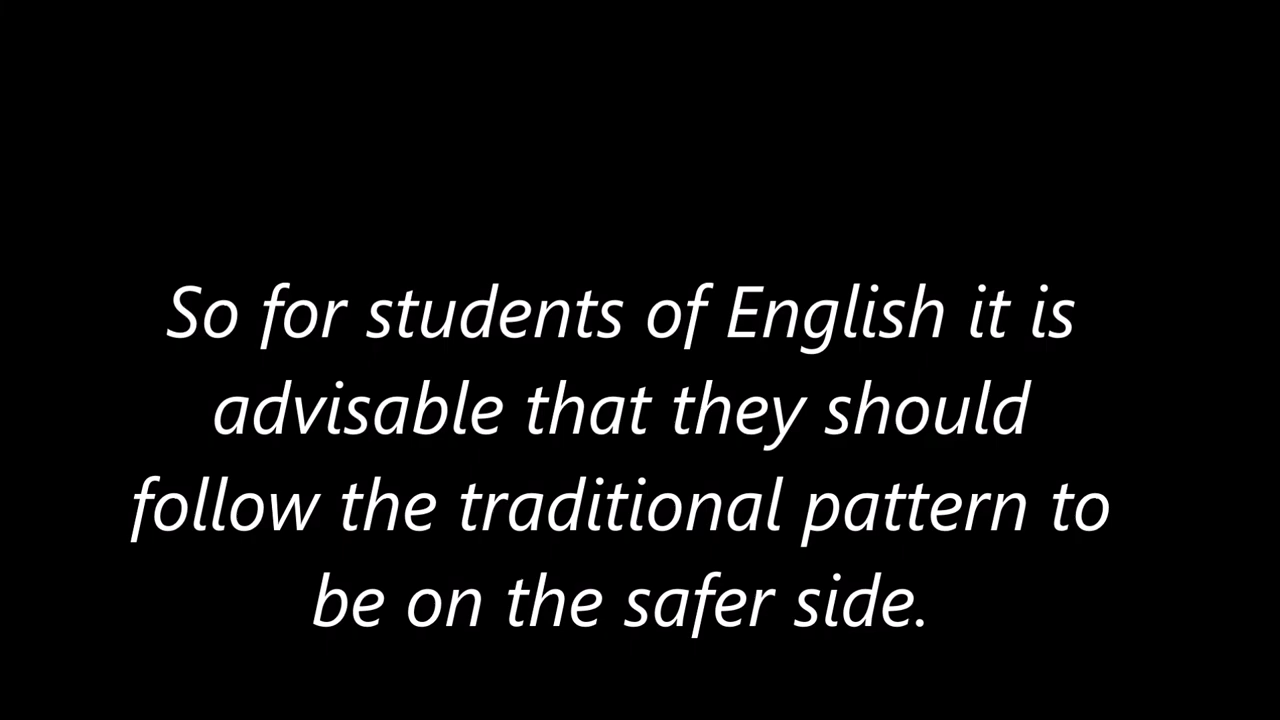 So for students of English it is
advisable that they should
follow the traditional pattern to
be on the safer side.